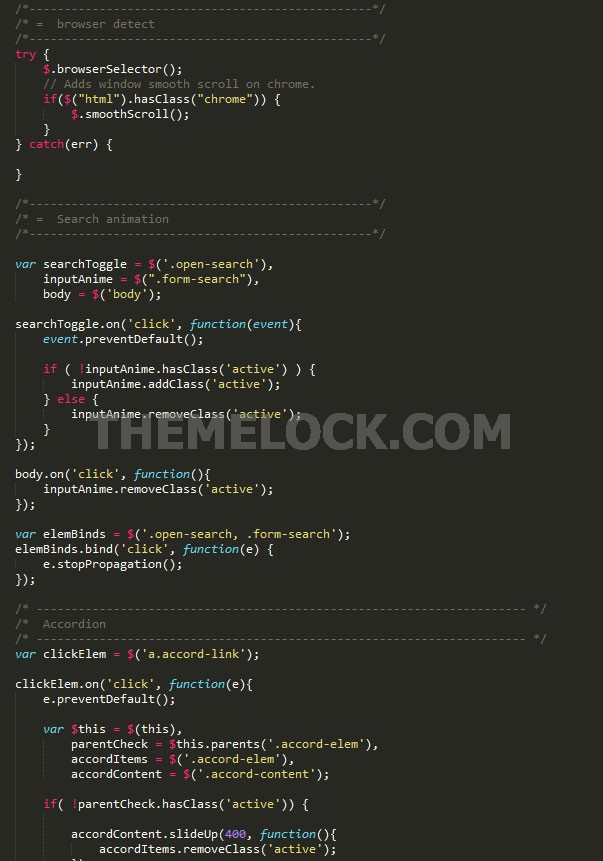 /*-------------------------------------------------*/
/* =  browser detect
/*-------------------------------------------------*/
try {
    $.browserSelector();
    // Adds window smooth scroll on chrome.
    if($("html").hasClass("chrome")) {
        $.smoothScroll();
    }
} catch(err) {
}
/*-------------------------------------------------*/
/* =  Search animation
/*-------------------------------------------------*/
var searchToggle = $('.open-search'),
    inputAnime = $(".form-search"),
    body = $('body');
searchToggle.on('click', function(event){
    event.preventDefault();
    if ( !inputAnime.hasClass('active') ) {
        inputAnime.addClass('active');
    } else {
        inputAnime.removeClass('active');
THEMELOCK.COM
    }
});
body.on('click', function(){
    inputAnime.removeClass('active');
});
var elemBinds = $('.open-search, .form-search');
elemBinds.bind('click', function(e) {
    e.stopPropagation();
});
/* ---------------------------------------------------------------------- */
/*  Accordion
/* ---------------------------------------------------------------------- */
var clickElem = $('a.accord-link');
clickElem.on('click', function(e){
    e.preventDefault();
    var $this = $(this),
        parentCheck = $this.parents('.accord-elem'),
        accordItems = $('.accord-elem'),
        accordContent = $('.accord-content');
    if( !parentCheck.hasClass('active')) {
        accordContent.slideUp(400, function(){
            accordItems.removeClass('active');